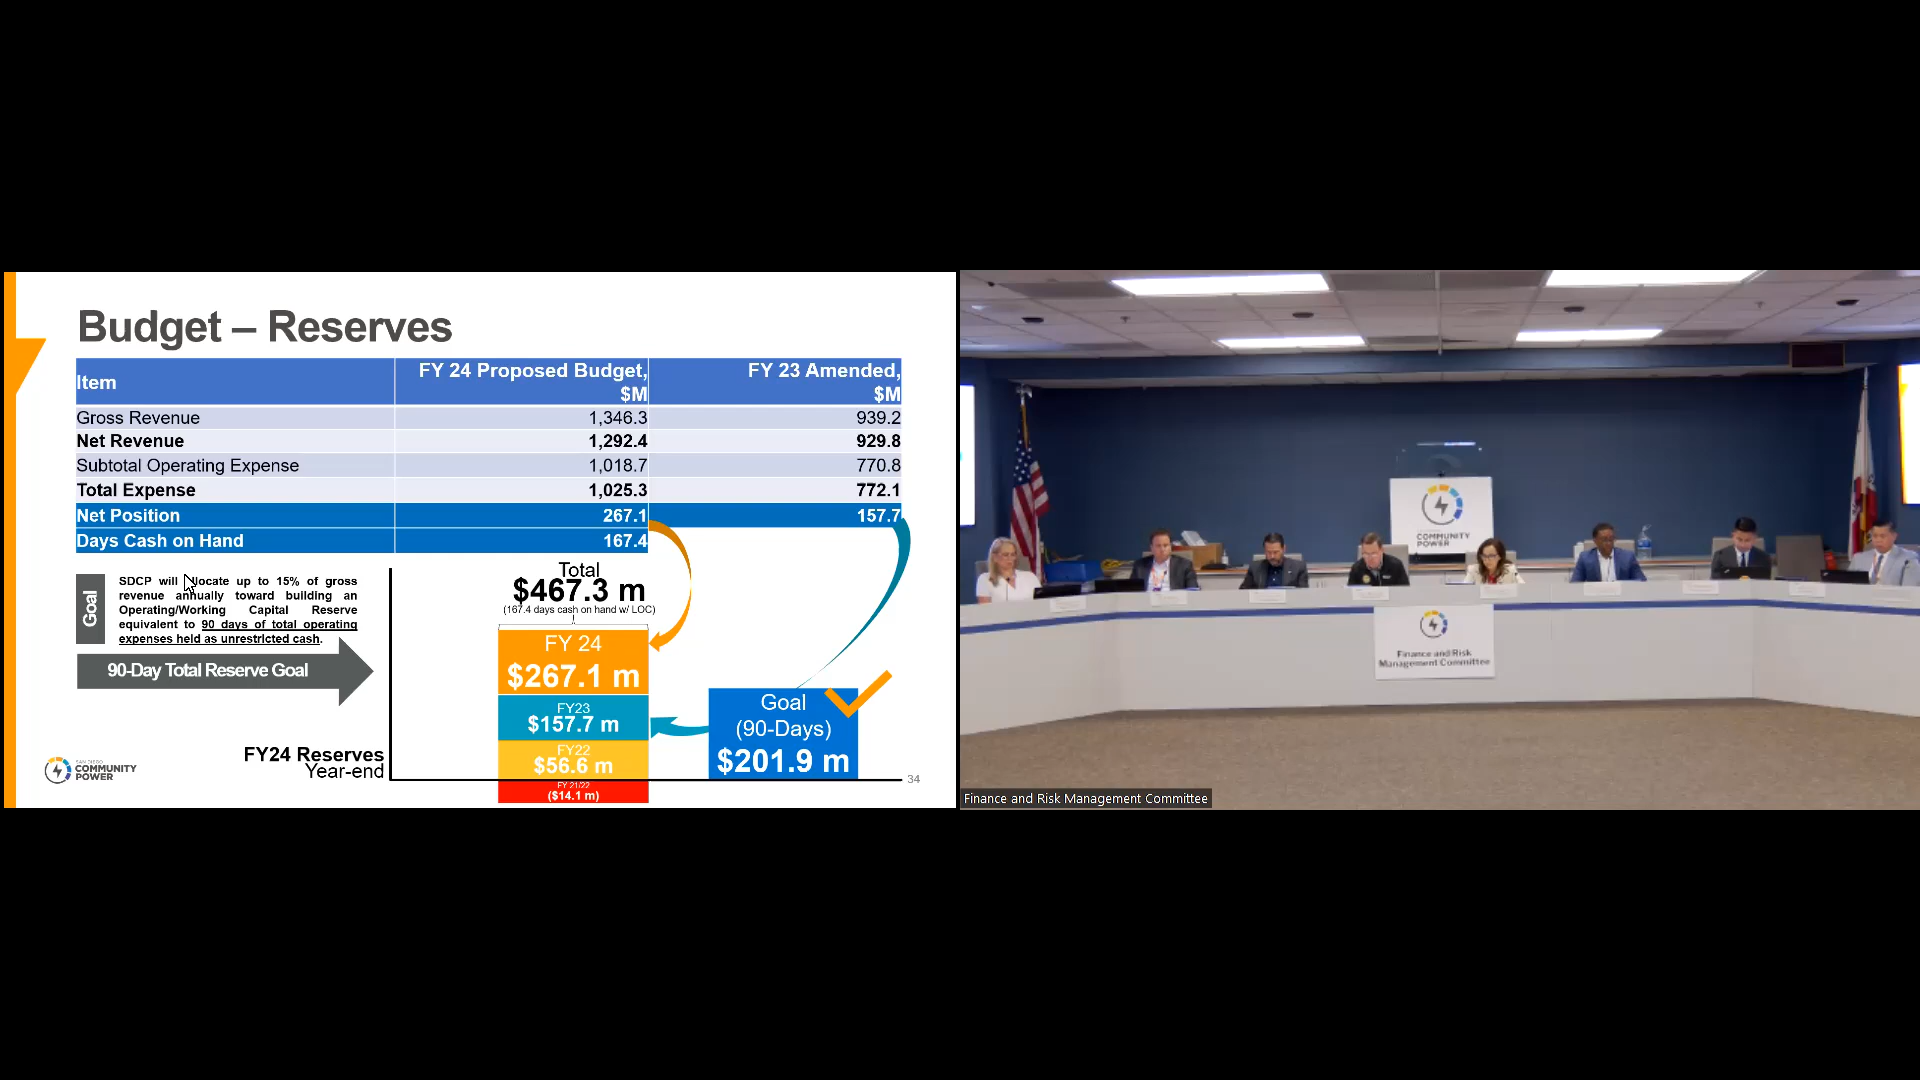 Budget – Reserves
Item
FY 24 Proposed Budget,
$M
FY 23 Amended,
$M
Gross Revenue 1,346.3 939.2
Net Revenue 1,292.4 929.8
Subtotal Operating Expense 1,018.7 770.8
Total Expense 1,025.3 772.1
Net Position 267.1 157.7
Days Cash on Hand 167.4
Goal
SDCP will locate up to 15% of gross
revenue annually toward building an
Operating/Working Capital Reserve
equivalent to 90 days of total operating
expenses held as unrestricted cash.
90-Day Total Reserve Goal
Total
$467.3 m
(167.4 days cash on hand w/ LOC)
FY 24
$267.1 m
FY23
$157.7 m
FY22
$56.6 m
FY 21/22
($14.1 m)
Goal
(90-Days)
$201.9 m
FY24 Reserves
Year-end
SAN DIEGO
COMMUNITY
POWER
34
COMMUNITY
POWER
Finance and Risk
Management Committee
Finance and Risk Management Committee